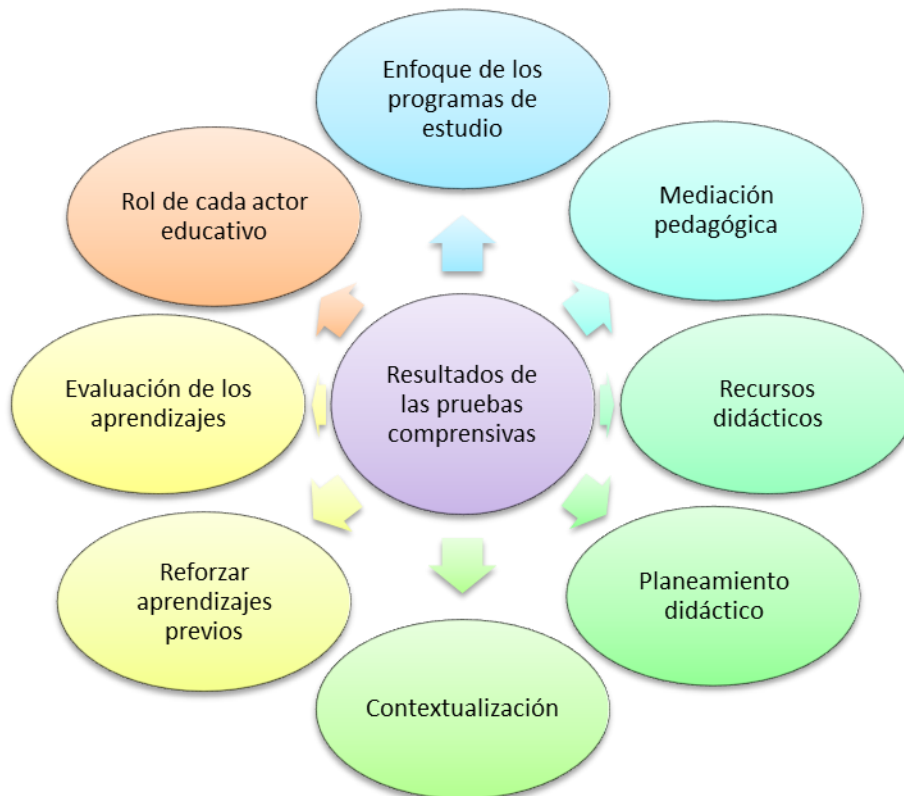 Enfoque de los
programas de
estudio
Mediación
pedagógica
Recursos
didácticos
Planeamiento
didáctico
Contextualización
Reforzar
aprendizajes
previos
Evaluación de los
aprendizajes
Rol de cada actor
educativo
Resultados de
las pruebas
comprensivas